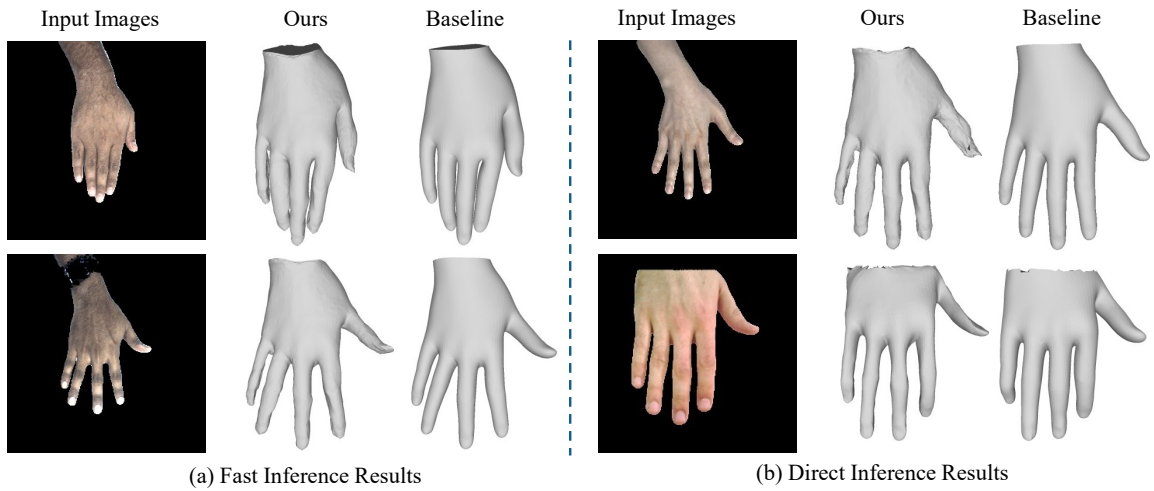 Input Images Ours Baseline Input Images Ours Baseline
(a) Fast Inference Results
(b) Direct Inference Results